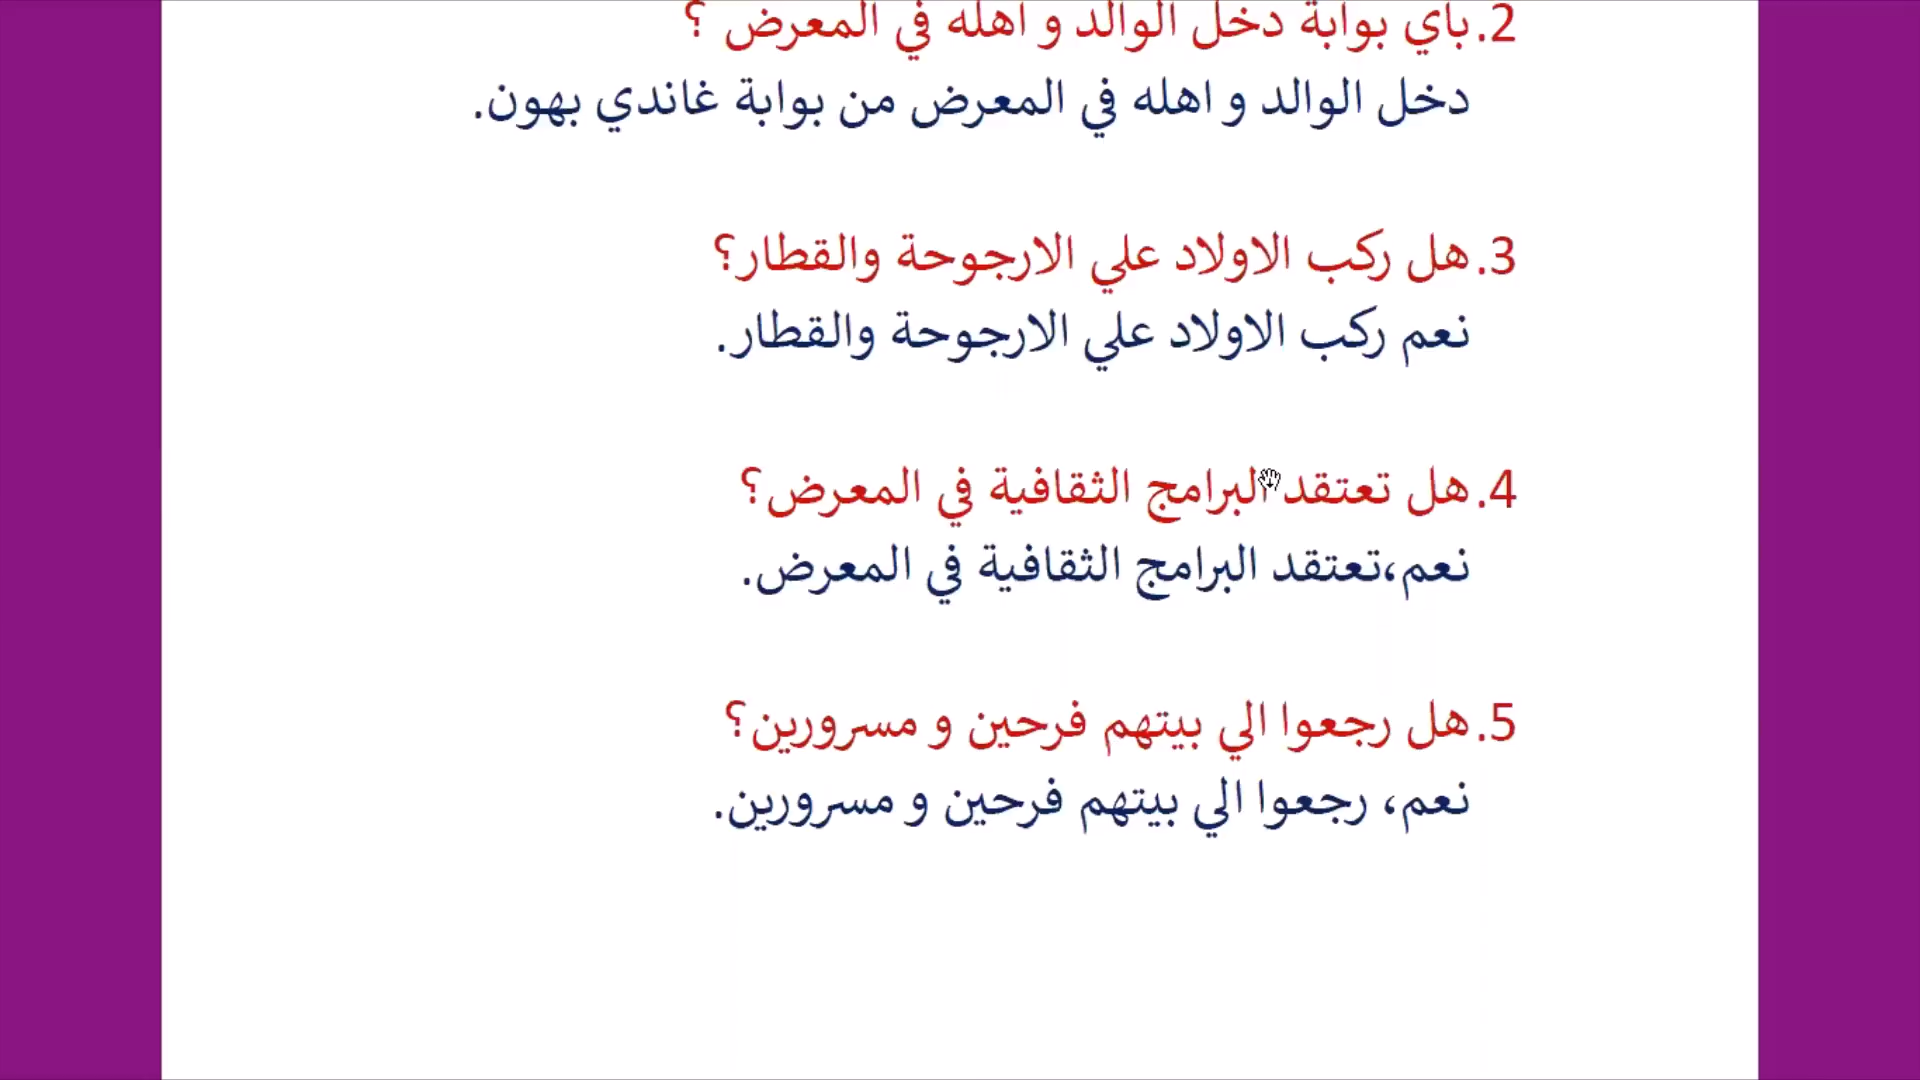 2. باي بوابة دخل الوالد و اهله في المعرض ؟
دخل الوالد و اهله في المعرض من بوابة غاندي بهون.
3. هل ركب الاولاد علي الارجوحة والقطار؟
نعم ركب الاولاد علي الارجوحة والقطار.
4. هل تعتقد البرامج الثقافية في المعرض؟
نعم،تعتقد البرامج الثقافية في المعرض.
5. هل رجعوا الي بيتهم فرحين و مسرورين؟
نعم، رجعوا الي بيتهم فرحين و مسرورين.